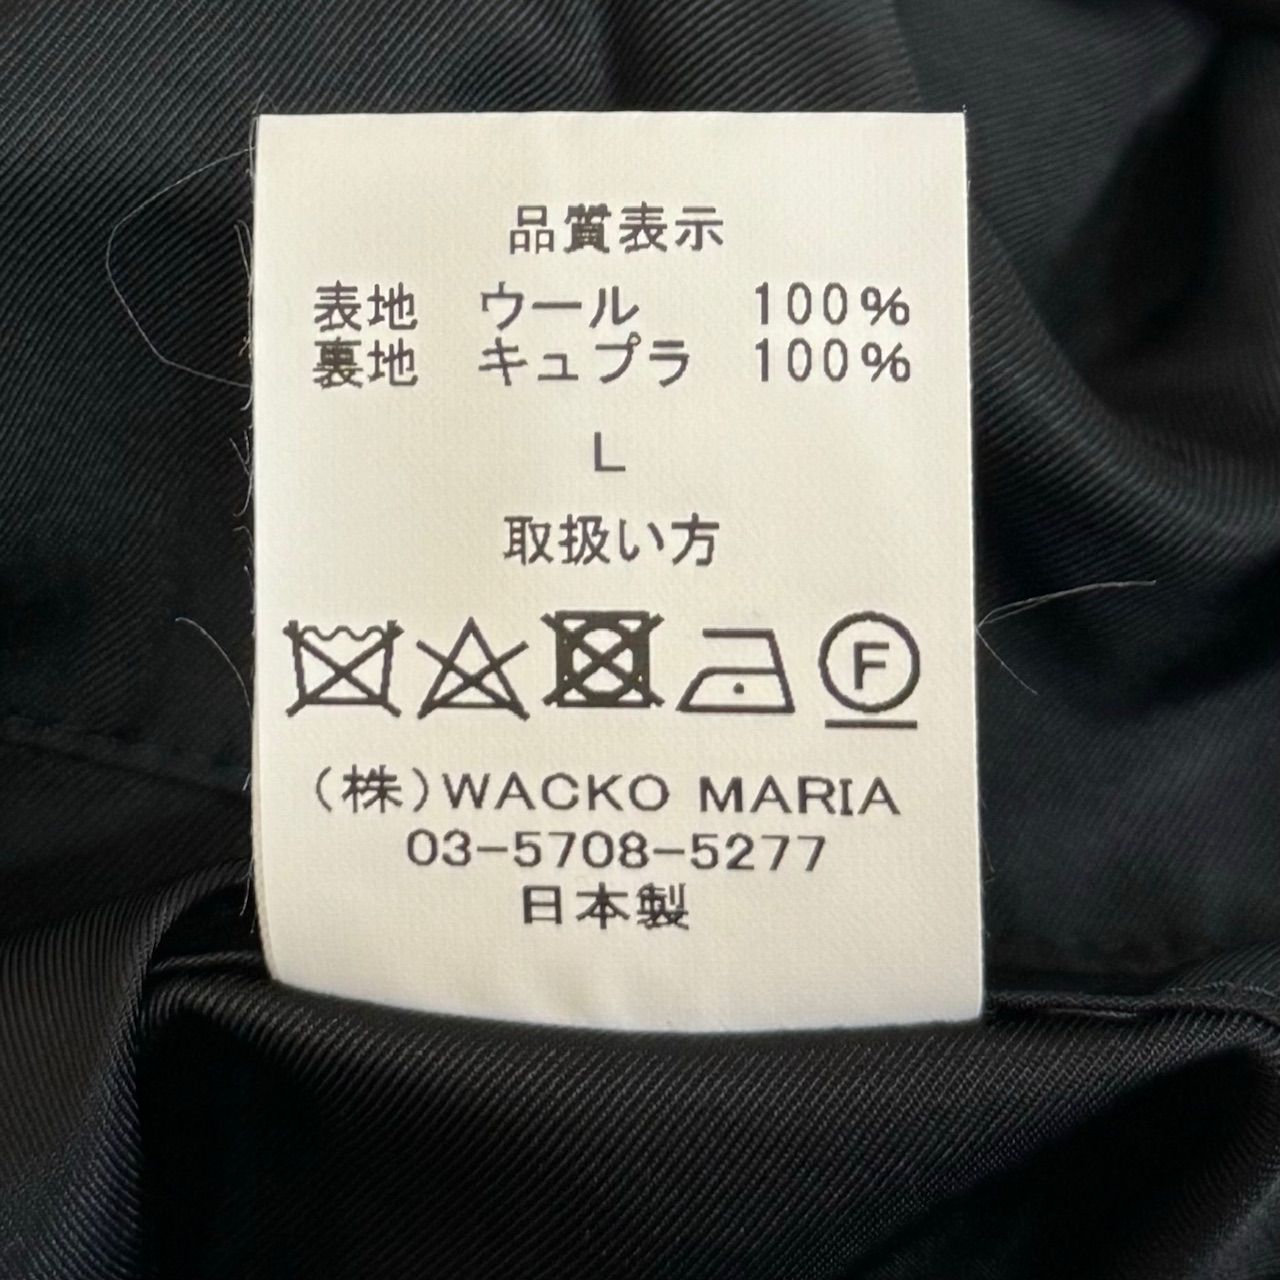 品質表示
表地 ウール 100%
裏地 キュプラ 100%
L
取扱い方
F
(株)WACKO MARIA
03-5708-5277
日本製